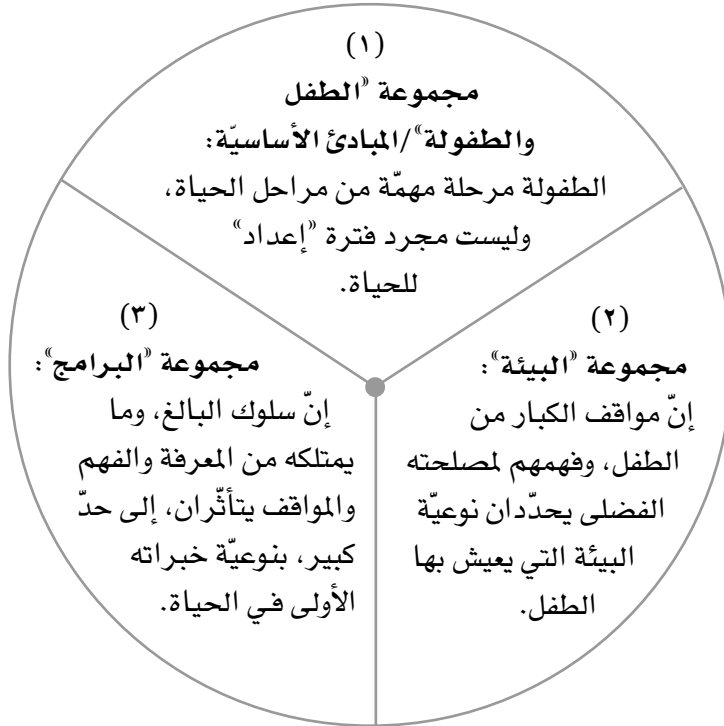 (١)
مجموعة "الطفل
والطفولة"/المبادئ الأساسيّة:
الطفولة مرحلة مهمّة من مراحل الحياة،
وليست مجرد فترة "إعداد"
للحياة.
(٢)
مجموعة "البيئة":
إنّ مواقف الكبار من
الطفل، وفهمهم لمصلحته
الفضلى يحدّدان نوعيّة
البيئة التي يعيش بها
الطفل.
(٣)
مجموعة "البرامج":
إنّ سلوك البالغ، وما
يمتلكه من المعرفة والفهم
والمواقف يتأثّران، إلى حدّ
كبير، بنوعيّة خبراته
الأولى في الحياة.